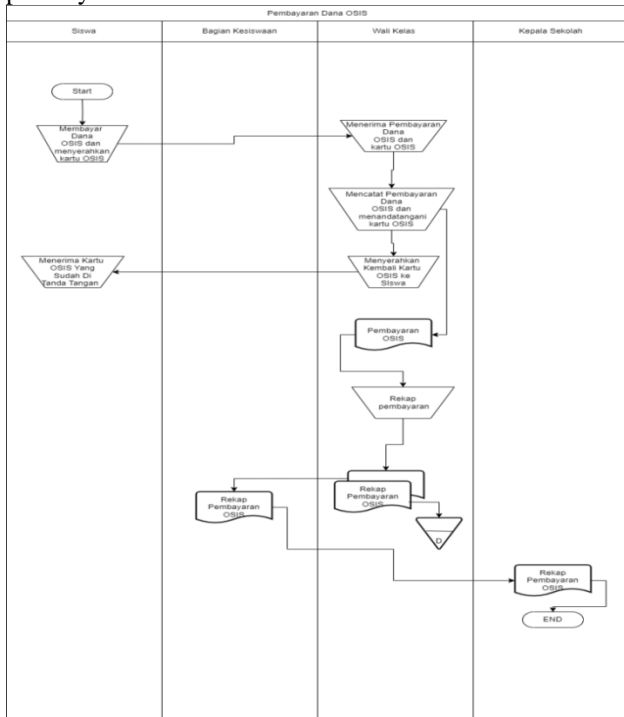 Pembayaran Dana OSIS
Siswa
Bagian Kesiswaan
Wali Kelas
Kepala Sekolah
Start
Membayar
Dana
OSIS dan
menyerahkan
kartu OSIS
Menerima Pembayaran
Dana
OSIS dan
kartu OSIS
Mencatat Pembayaran
Dana
OSIS dan
menandatangani
kartu OSIS
Menerima Kartu
OSIS Yang
Sudah Di
Tanda Tangan
Menyerahkan
Kembali Kartu
OSIS ke
SIswa
Pembayaran
OSIS
Rekap
pembayaran
Rekap
Pembayaran
OSIS
Rekap
Pembayaran
OSIS
D
Rekap
Pembayaran
OSIS
END